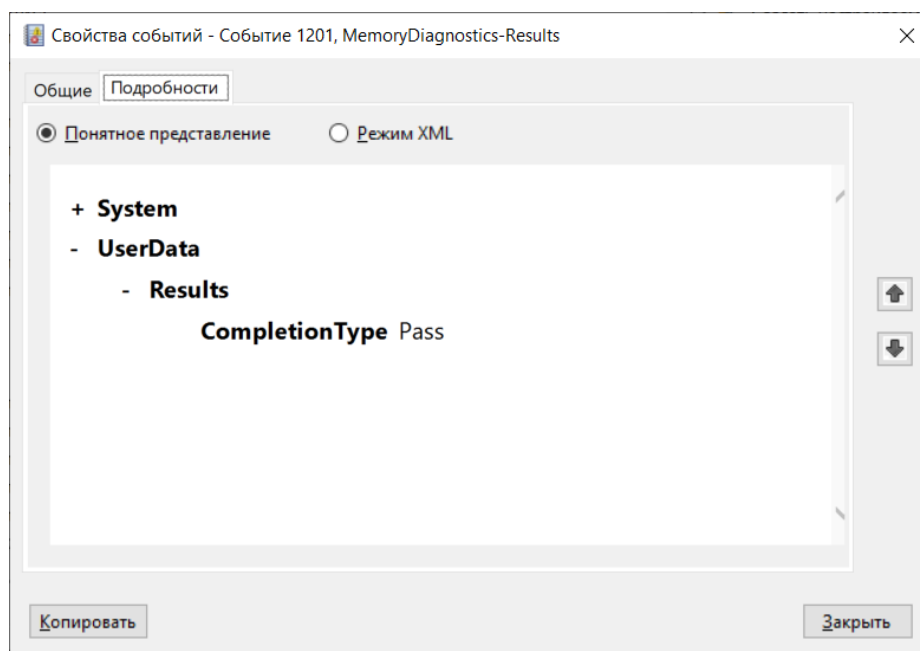 Свойства событий - Событие 1201, MemoryDiagnostics-Results
Общие Подробности
Понятное представление Режим XML
+ System
- UserData
- Results
CompletionType Pass
Копировать Закрыть